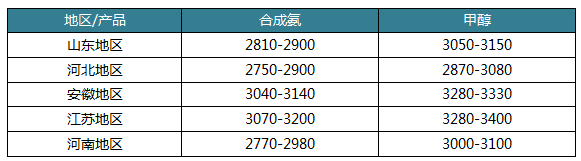 地区/产品 合成氨 甲醇
山东地区 2810-2900 3050-3150
河北地区 2750-2900 2870-3080
安徽地区 3040-3140 3280-3330
江苏地区 3070-3200 3280-3400
河南地区 2770-2980 3000-3100